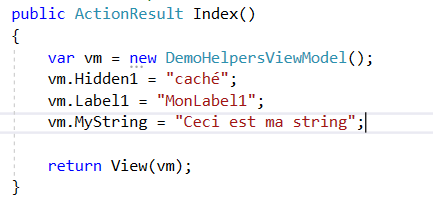 public ActionResult Index()
{
var vm = new DemoHelpersViewModel();
vm.Hidden1 = "caché";
vm.Label1 = "MonLabel1";
vm.MyString = "Ceci est ma string";
return View(vm);
}